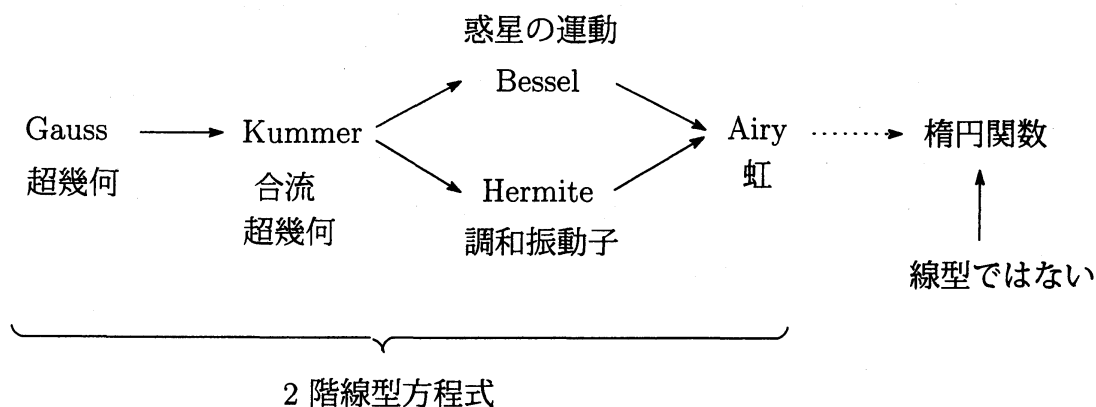 惑星の運動
Bessel
Gauss
超幾何
Kummer
合流
超幾何
Hermite
調和振動子
Airy
虹
楕円関数
線型ではない
2 階線型方程式